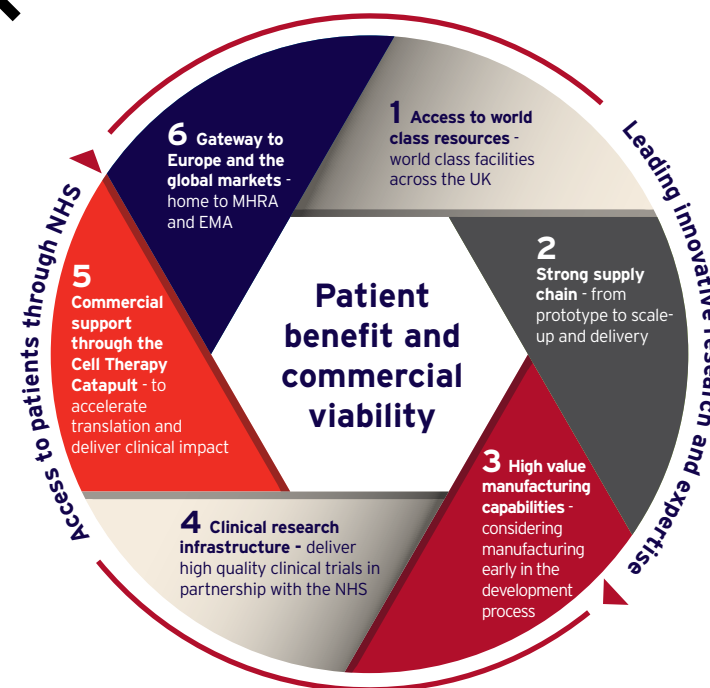 1 Access to world
class resources -
world class facilities
across the UK
2
Strong supply
chain - from
prototype to scale-
up and delivery
3 High value
manufacturing
capabilities -
considering
manufacturing
early in the
development
process
4 Clinical research
infrastructure - deliver
high quality clinical trials in
partnership with the NHS
5
Commercial
support
through the
Cell Therapy
Catapult - to
accelerate
translation and
deliver clinical impact
6 Gateway to
Europe and the
global markets -
home to MHRA
and EMA
Patient
benefit and
commercial
viability
Leading innovative research and expertise
Access to patients through NHS